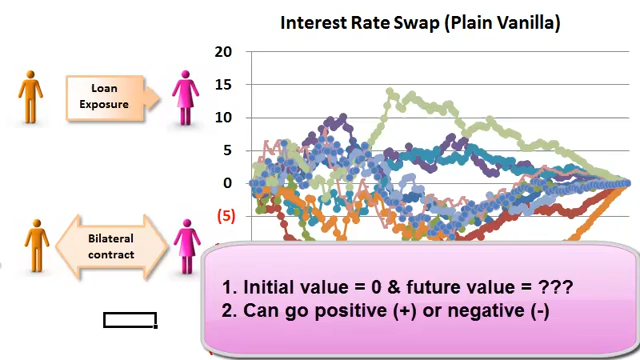 Interest Rate Swap (Plain Vanilla)
20
15
10
5
0
(5)
Loan
Exposure
Bilateral
contract
1. Initial value = 0 & future value = ???
2. Can go positive (+) or negative (-)